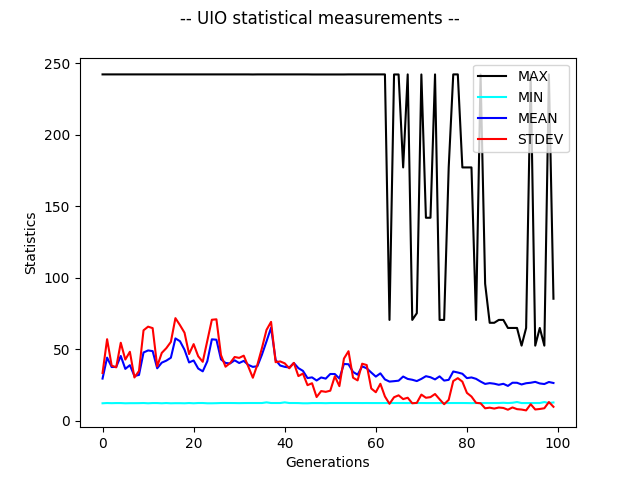 -- UIO statistical measurements --
250
200
150
100
50
0
Statistics
MAX
MIN
MEAN
STDEV
0 20 40 60 80 100
Generations